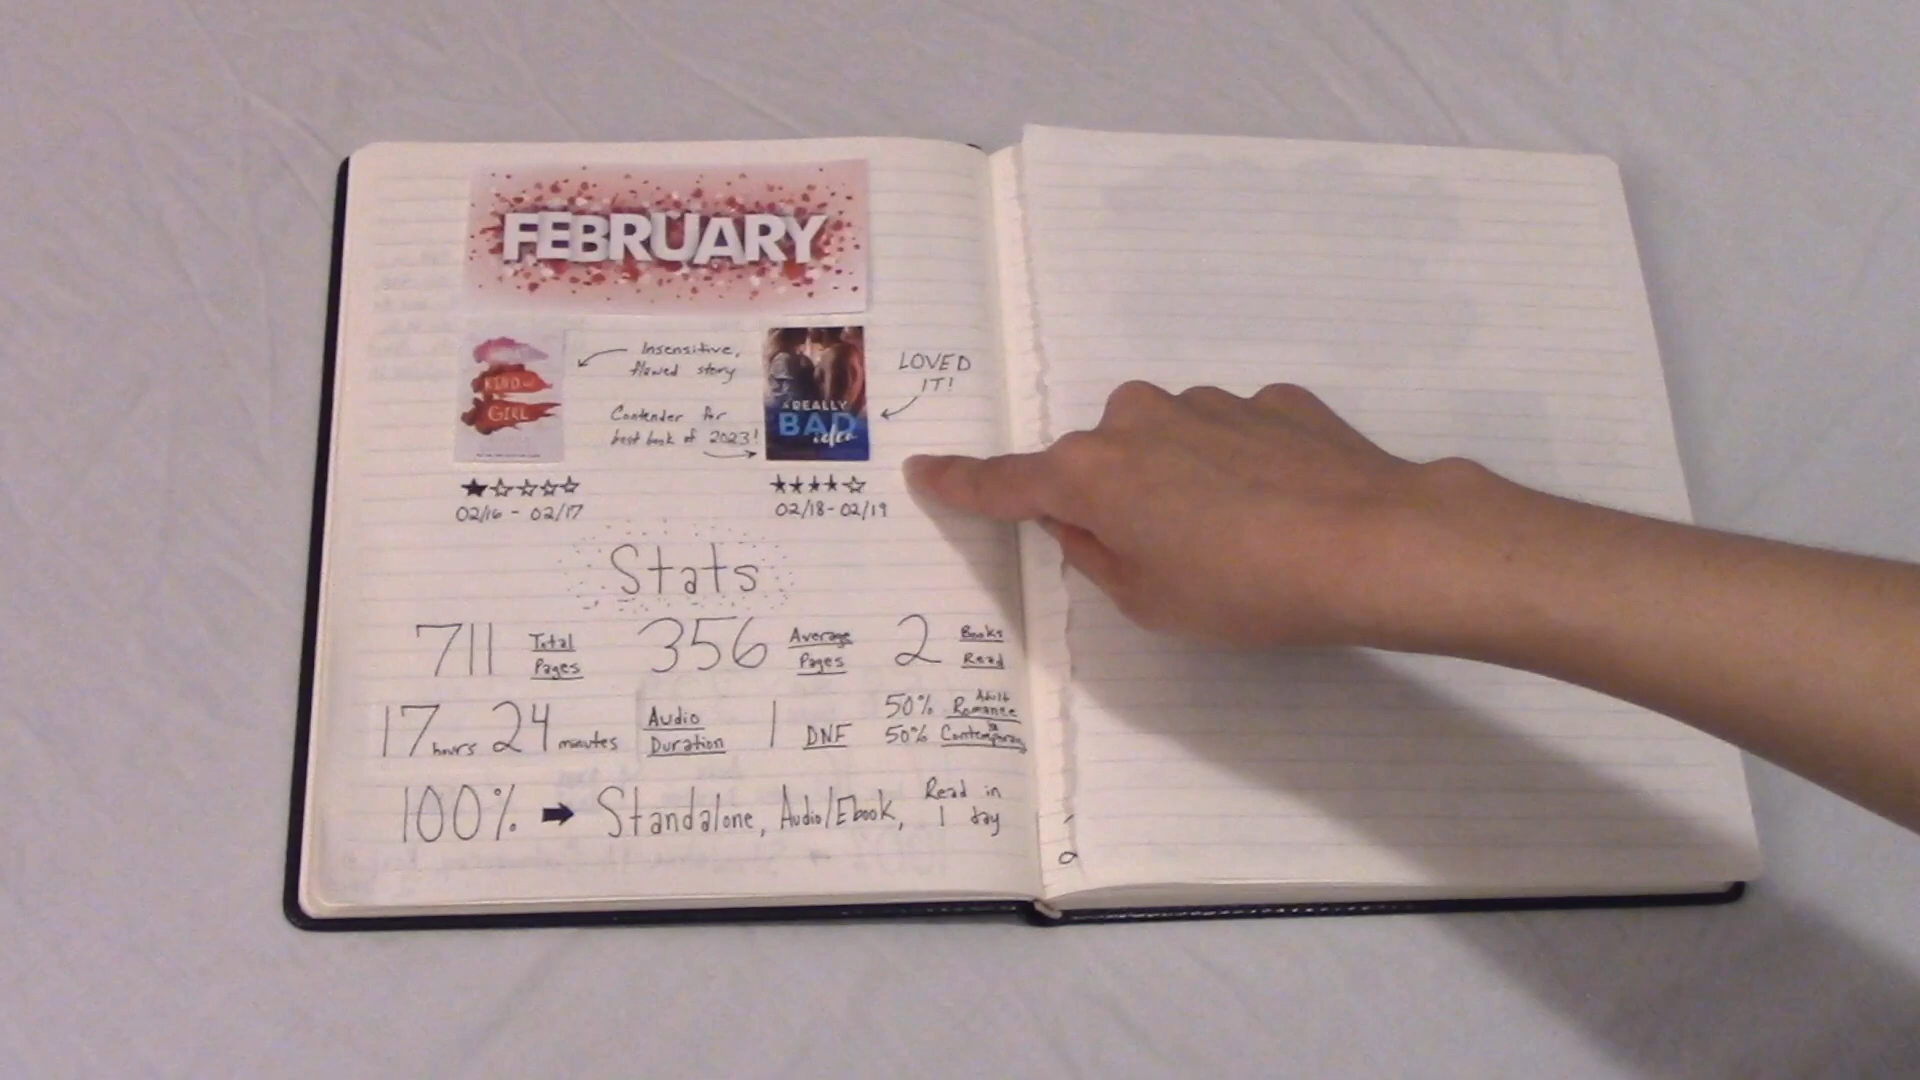 FEBRUARY
Insensitive,
flawed story
KIND of
GIRL
Contender for
best book of 2023!
A REALLY
BAD
idea
LOVED
IT!
★☆☆☆☆
02/16 - 02/17
★★★★☆
02/18 - 02/19
Stats
711 Total Pages
356 Average Pages
2 Books Read
17 hours 24 minutes Audio Duration
1 DNF
50% Adult Romance
50% Contemporary
100% ➡ Standalone, Audio/Ebook, Read in 1 day